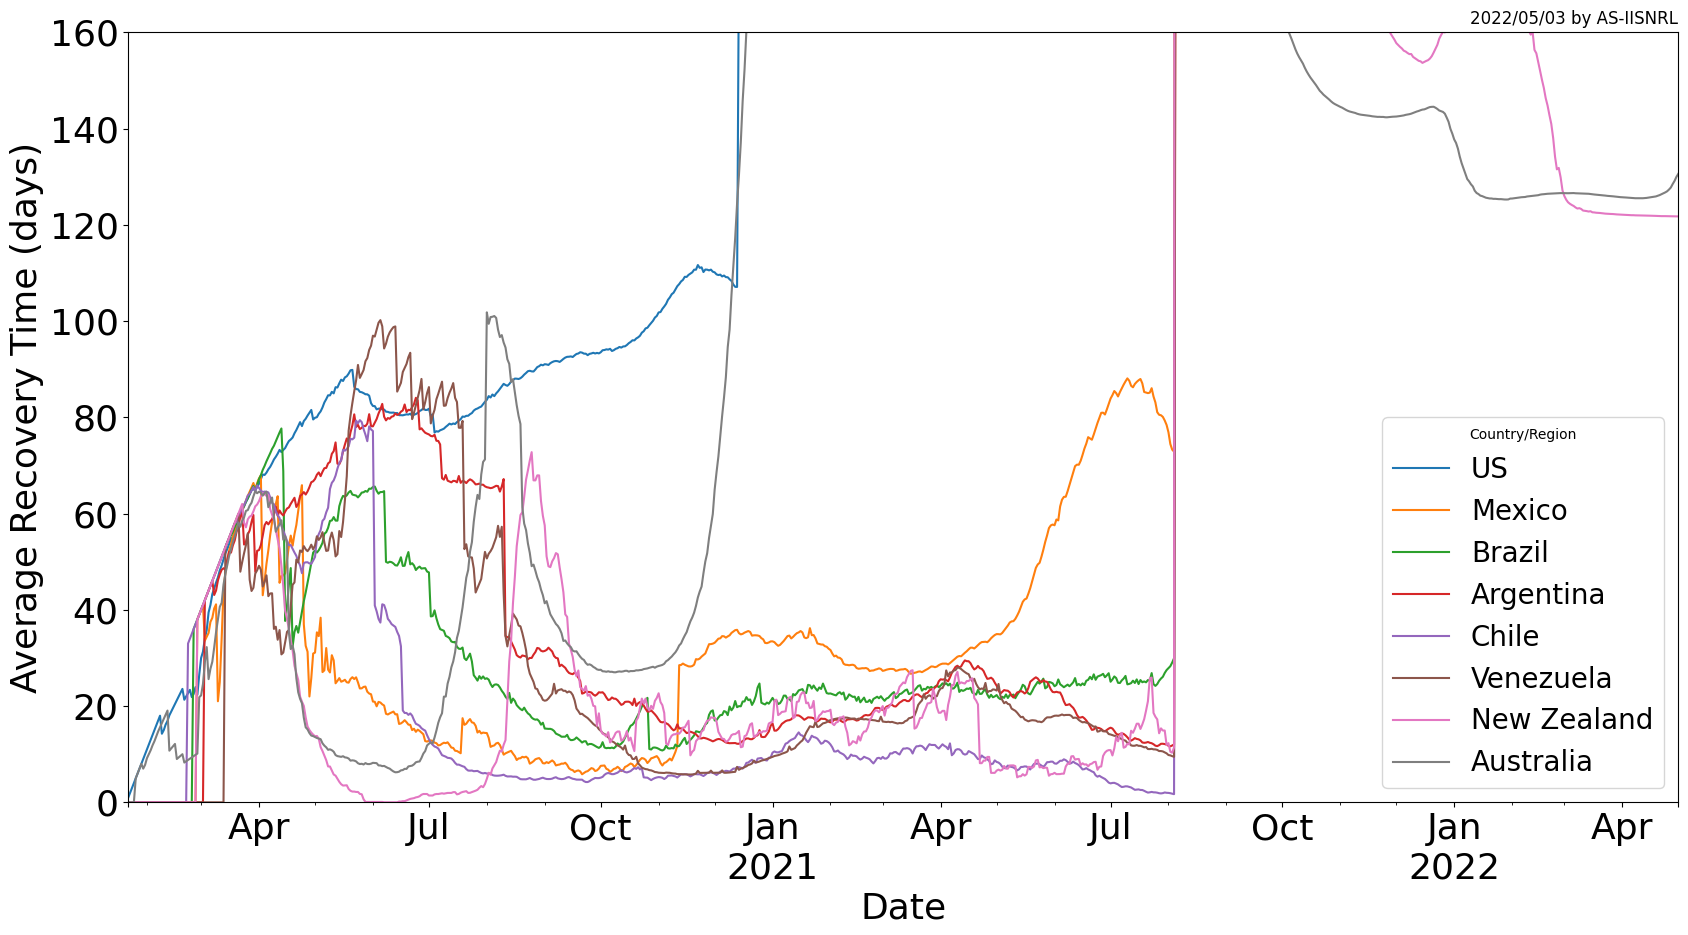 2022/05/03 by AS-IISNRL
160
140
120
100
80
60
40
20
0
Average Recovery Time (days)
Country/Region
US
Mexico
Brazil
Argentina
Chile
Venezuela
New Zealand
Australia
Apr Jul Oct Jan Apr Jul Oct Jan Apr
2021 2022
Date